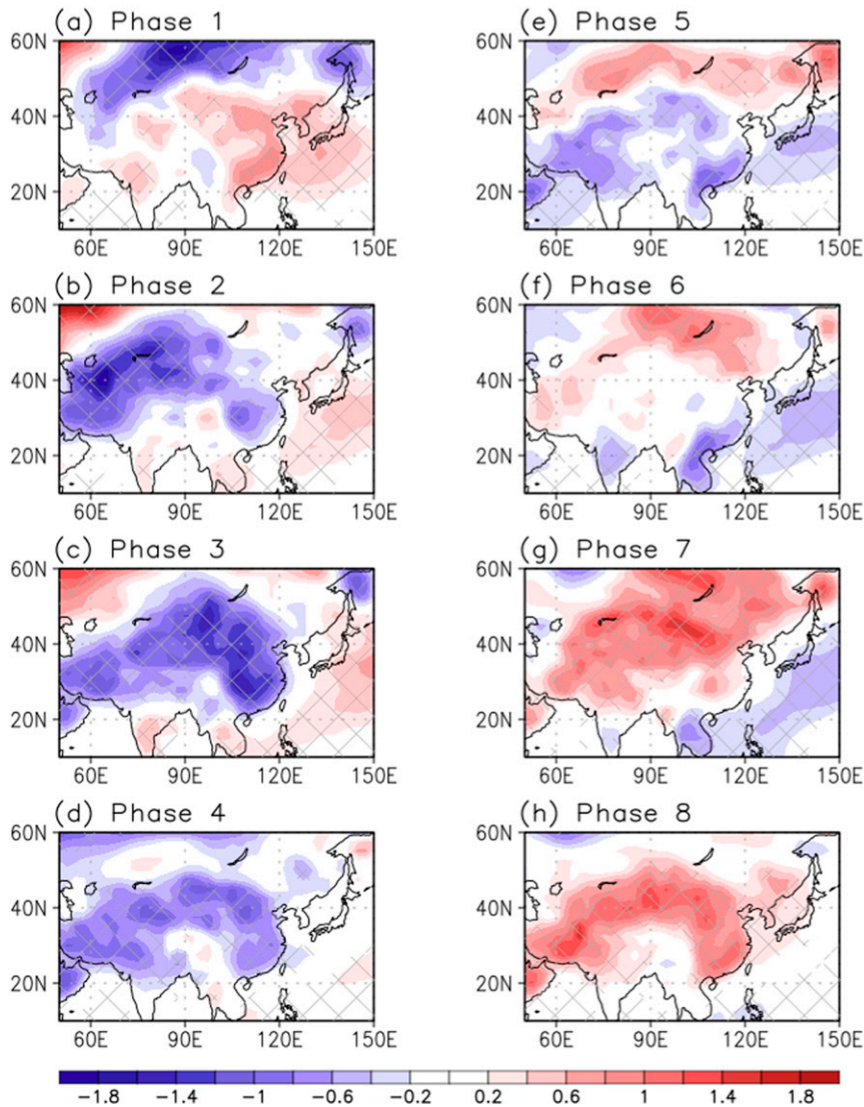 (a) Phase 1
60N
40N
20N
60E 90E 120E 150E
(b) Phase 2
60N
40N
20N
60E 90E 120E 150E
(c) Phase 3
60N
40N
20N
60E 90E 120E 150E
(d) Phase 4
60N
40N
20N
60E 90E 120E 150E
(e) Phase 5
60N
40N
20N
60E 90E 120E 150E
(f) Phase 6
60N
40N
20N
60E 90E 120E 150E
(g) Phase 7
60N
40N
20N
60E 90E 120E 150E
(h) Phase 8
60N
40N
20N
60E 90E 120E 150E
−1.8 −1.4 −1 −0.6 −0.2 0.2 0.6 1 1.4 1.8